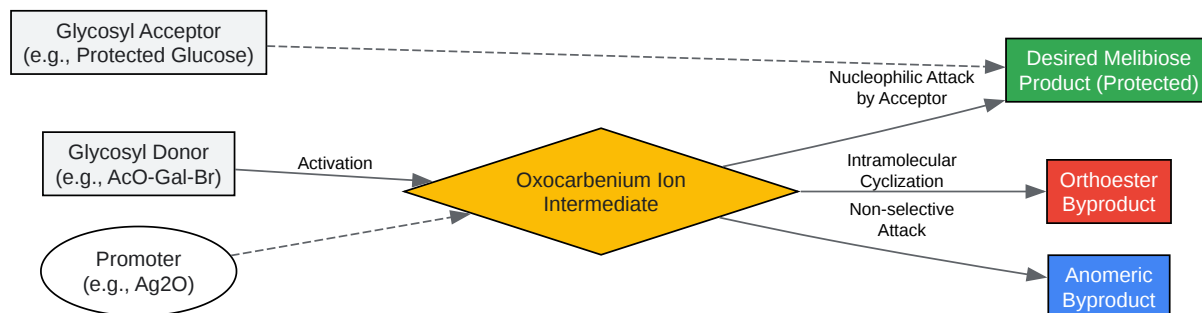 Glycosyl Acceptor
(e.g., Protected Glucose)
Desired Melibiose
Product (Protected)
Nucleophilic Attack
by Acceptor
Glycosyl Donor
(e.g., AcO-Gal-Br)
Activation
Oxocarbenium Ion
Intermediate
Intramolecular
Cyclization
Orthoester
Byproduct
Non-selective
Attack
Promoter
(e.g., Ag2O)
Anomeric
Byproduct